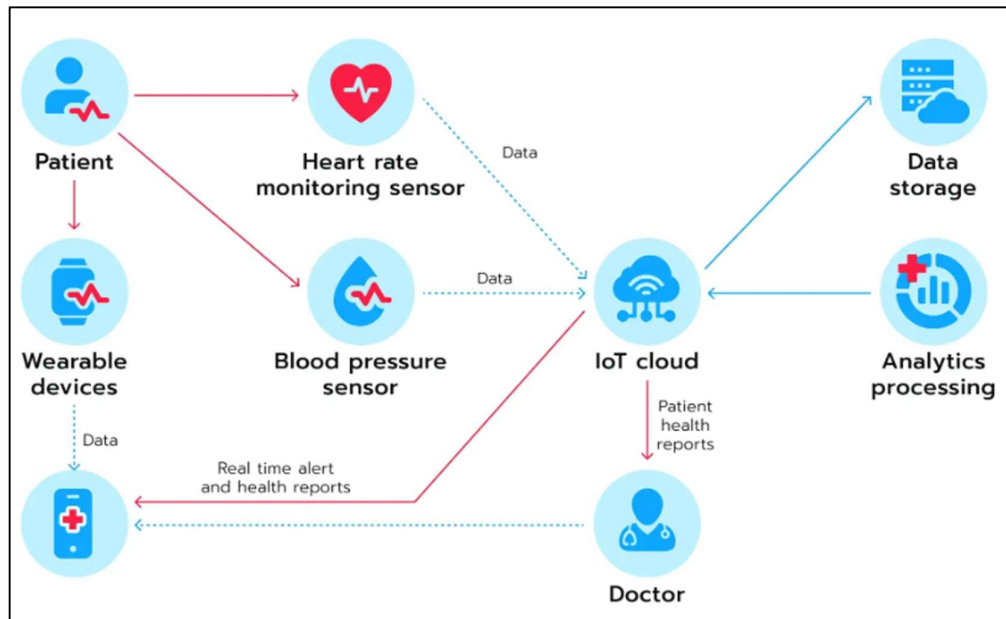 Patient
Heart rate
monitoring sensor
Data
Data
storage
Wearable
devices
Blood pressure
sensor
Data
IoT cloud
Analytics
processing
Data
Real time alert
and health reports
Patient
health
reports
Doctor